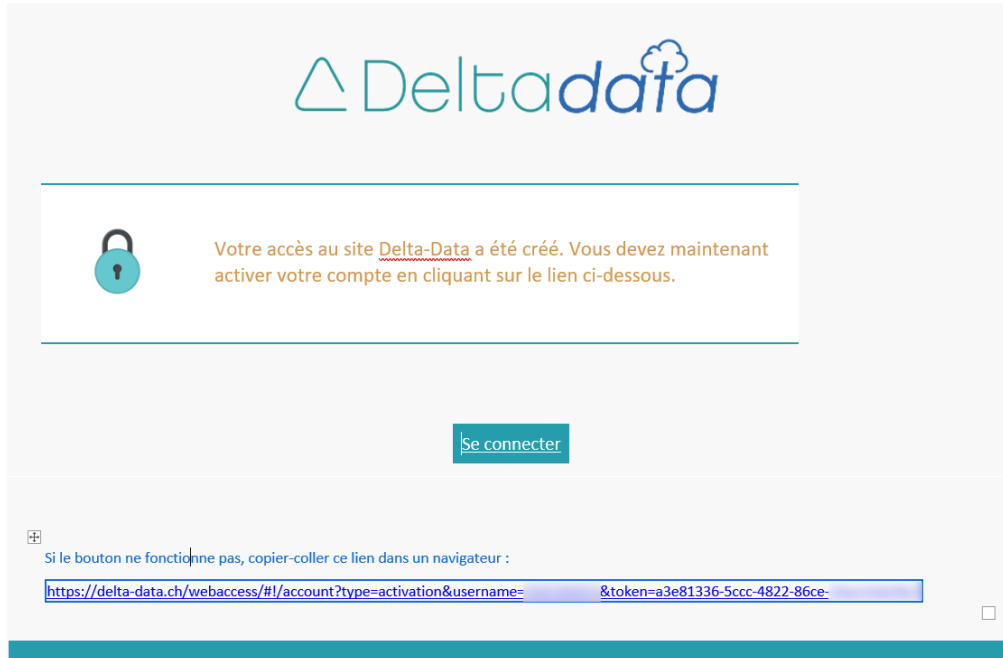 Deltadata
Votre accès au site Delta-Data a été créé. Vous devez maintenant
activer votre compte en cliquant sur le lien ci-dessous.
Se connecter
Si le bouton ne fonctionne pas, copier-coller ce lien dans un navigateur :
https://delta-data.ch/webaccess/#!/account?type=activation&username= &token=a3e81336-5ccc-4822-86ce-